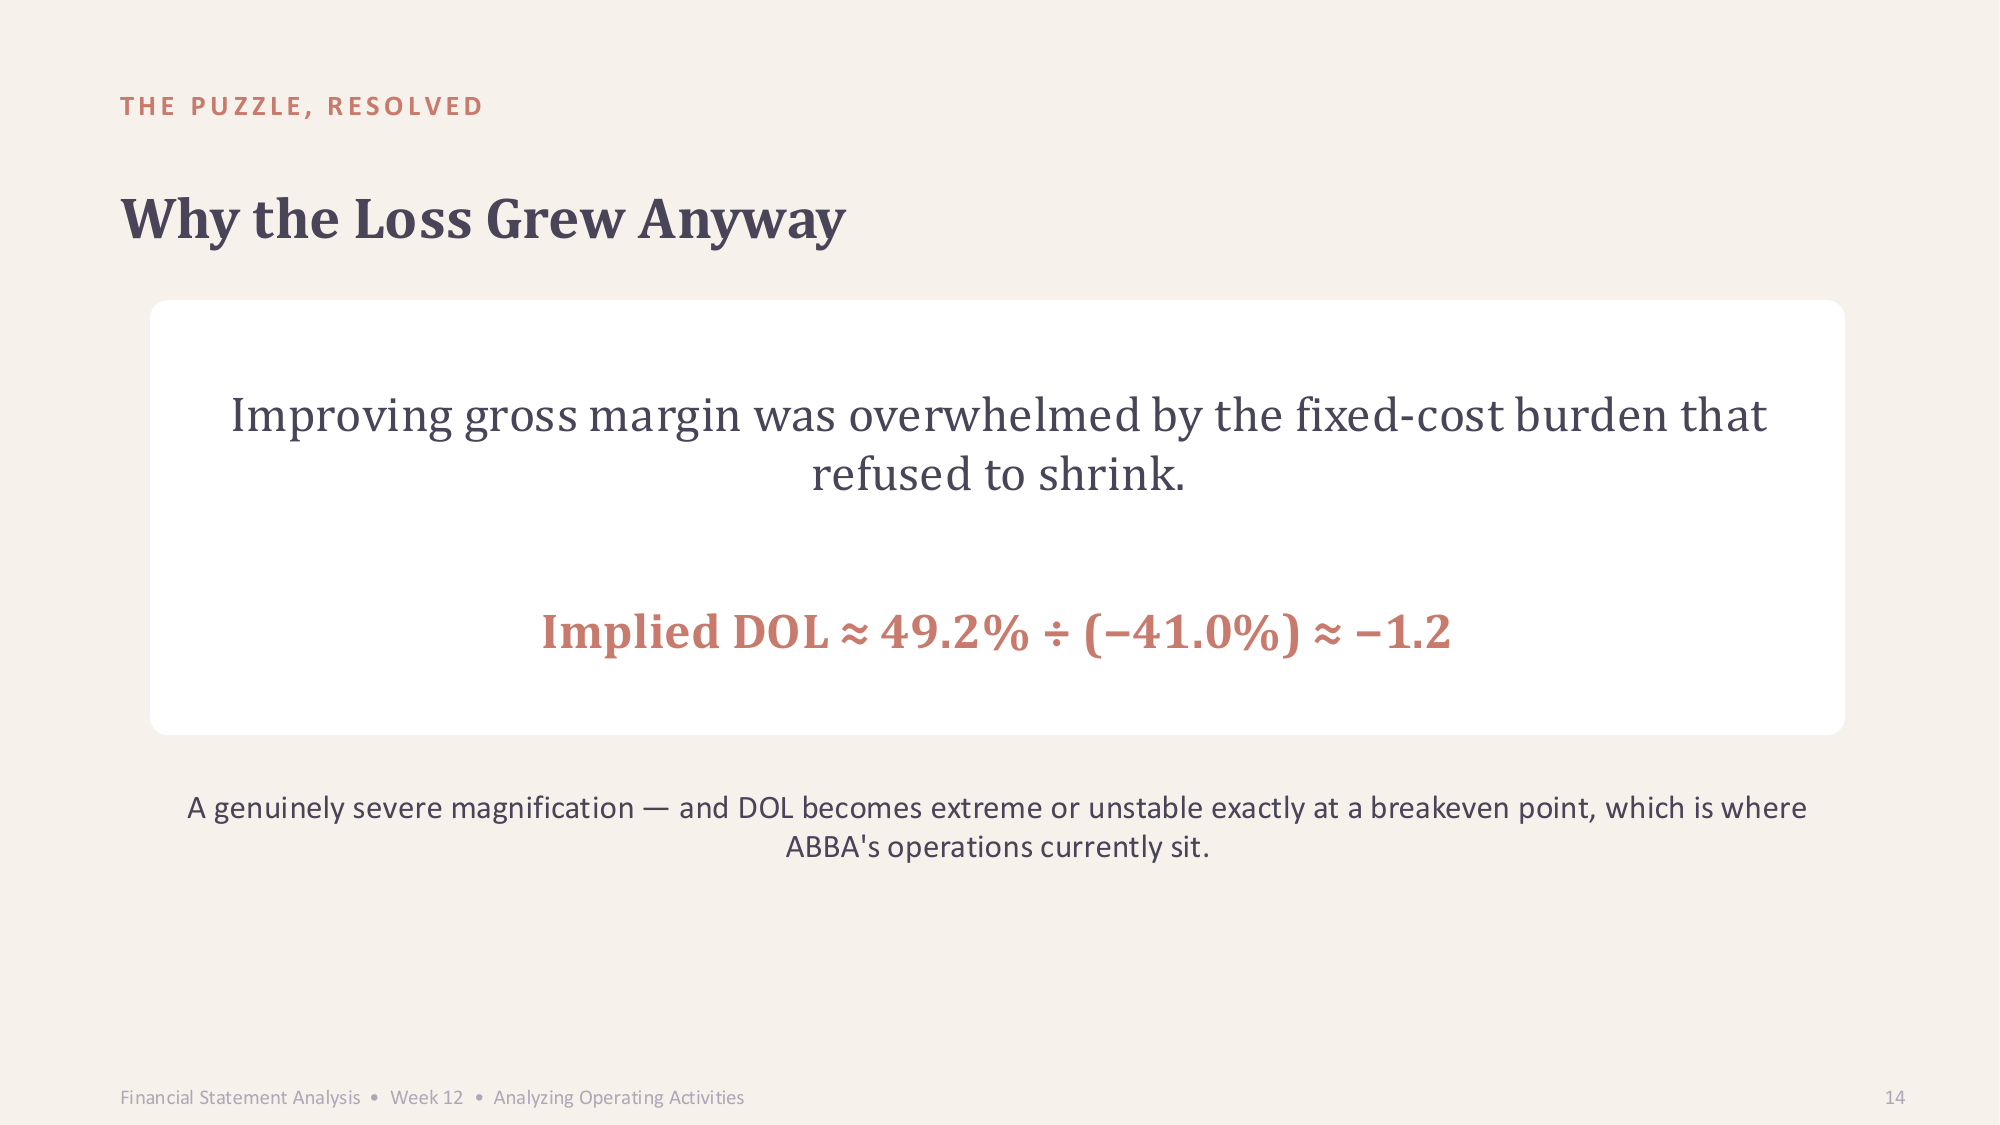 THE PUZZLE, RESOLVED
Why the Loss Grew Anyway
Improving gross margin was overwhelmed by the fixed-cost burden that
refused to shrink.
Implied DOL ≈ 49.2% ÷ (−41.0%) ≈ −1.2
A genuinely severe magnification — and DOL becomes extreme or unstable exactly at a breakeven point, which is where
ABBA's operations currently sit.
Financial Statement Analysis • Week 12 • Analyzing Operating Activities
14